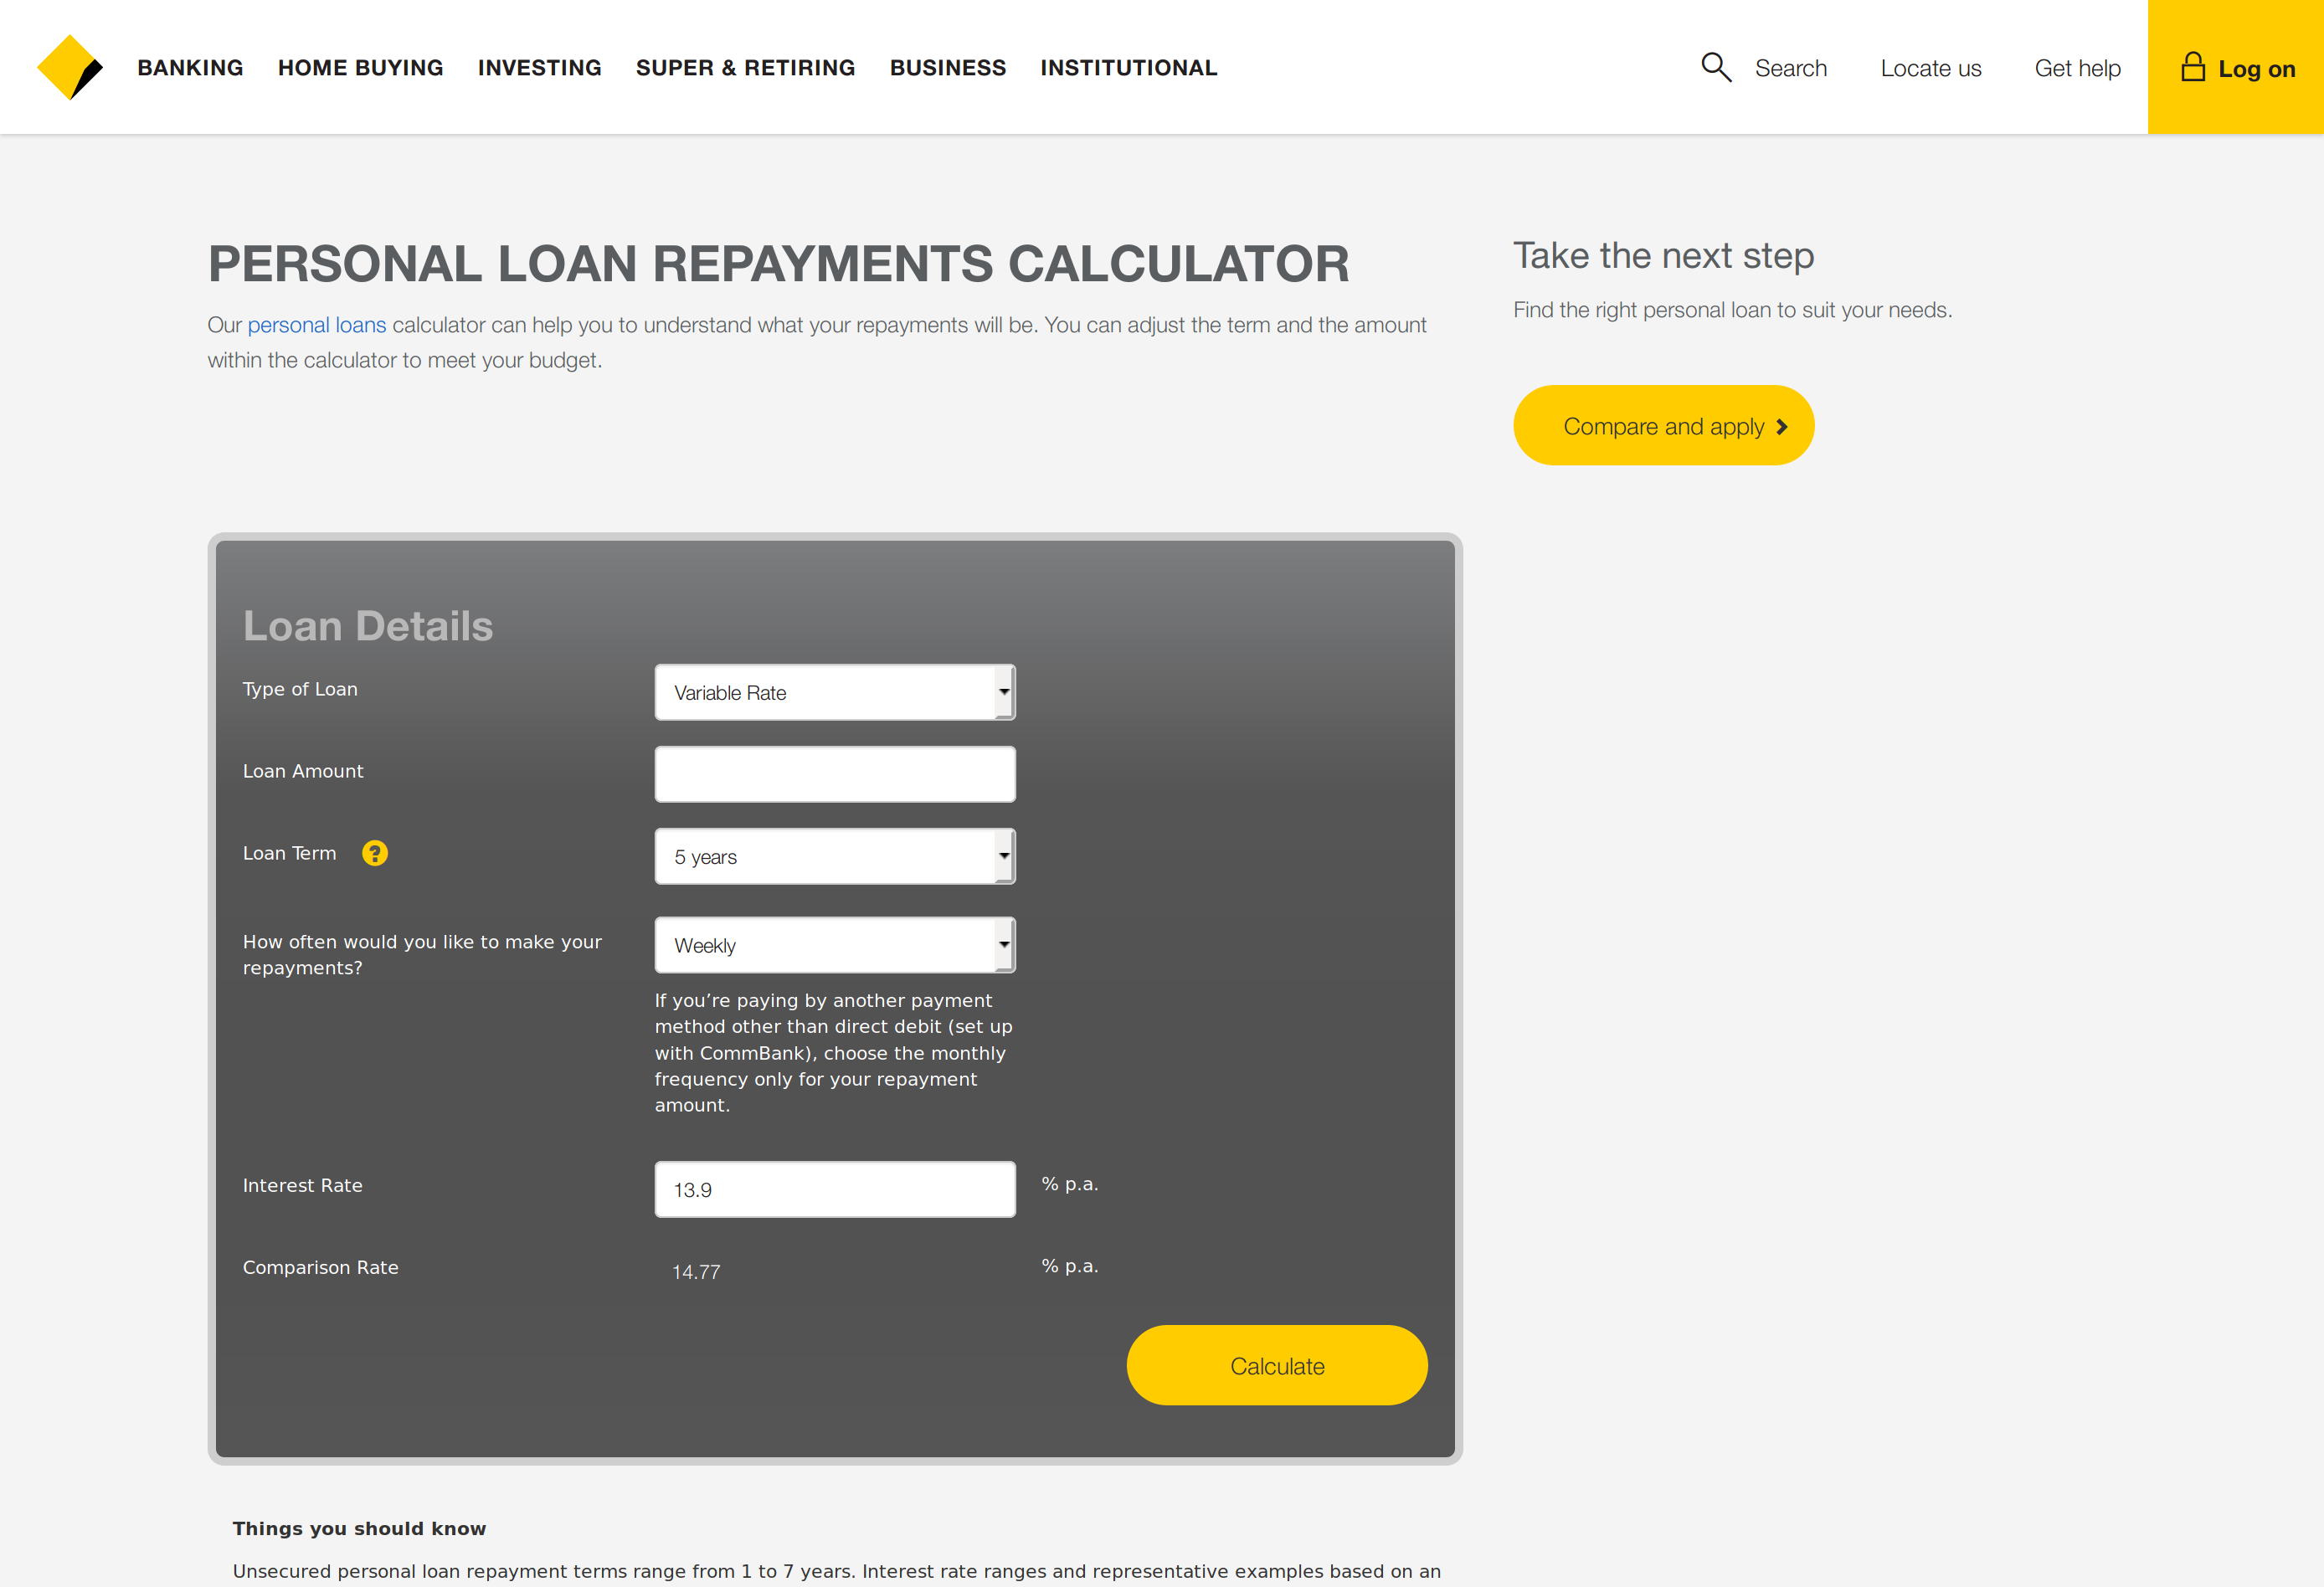 BANKING HOME BUYING INVESTING SUPER & RETIRING BUSINESS INSTITUTIONAL Search Locate us Get help Log on
PERSONAL LOAN REPAYMENTS CALCULATOR
Our personal loans calculator can help you to understand what your repayments will be. You can adjust the term and the amount
within the calculator to meet your budget.
Take the next step
Find the right personal loan to suit your needs.
Compare and apply
Loan Details
Type of Loan Variable Rate
Loan Amount
Loan Term ? 5 years
How often would you like to make your
repayments?
Weekly
If you’re paying by another payment
method other than direct debit (set up
with CommBank), choose the monthly
frequency only for your repayment
amount.
Interest Rate 13.9 % p.a.
Comparison Rate 14.77 % p.a.
Calculate
Things you should know
Unsecured personal loan repayment terms range from 1 to 7 years. Interest rate ranges and representative examples based on an